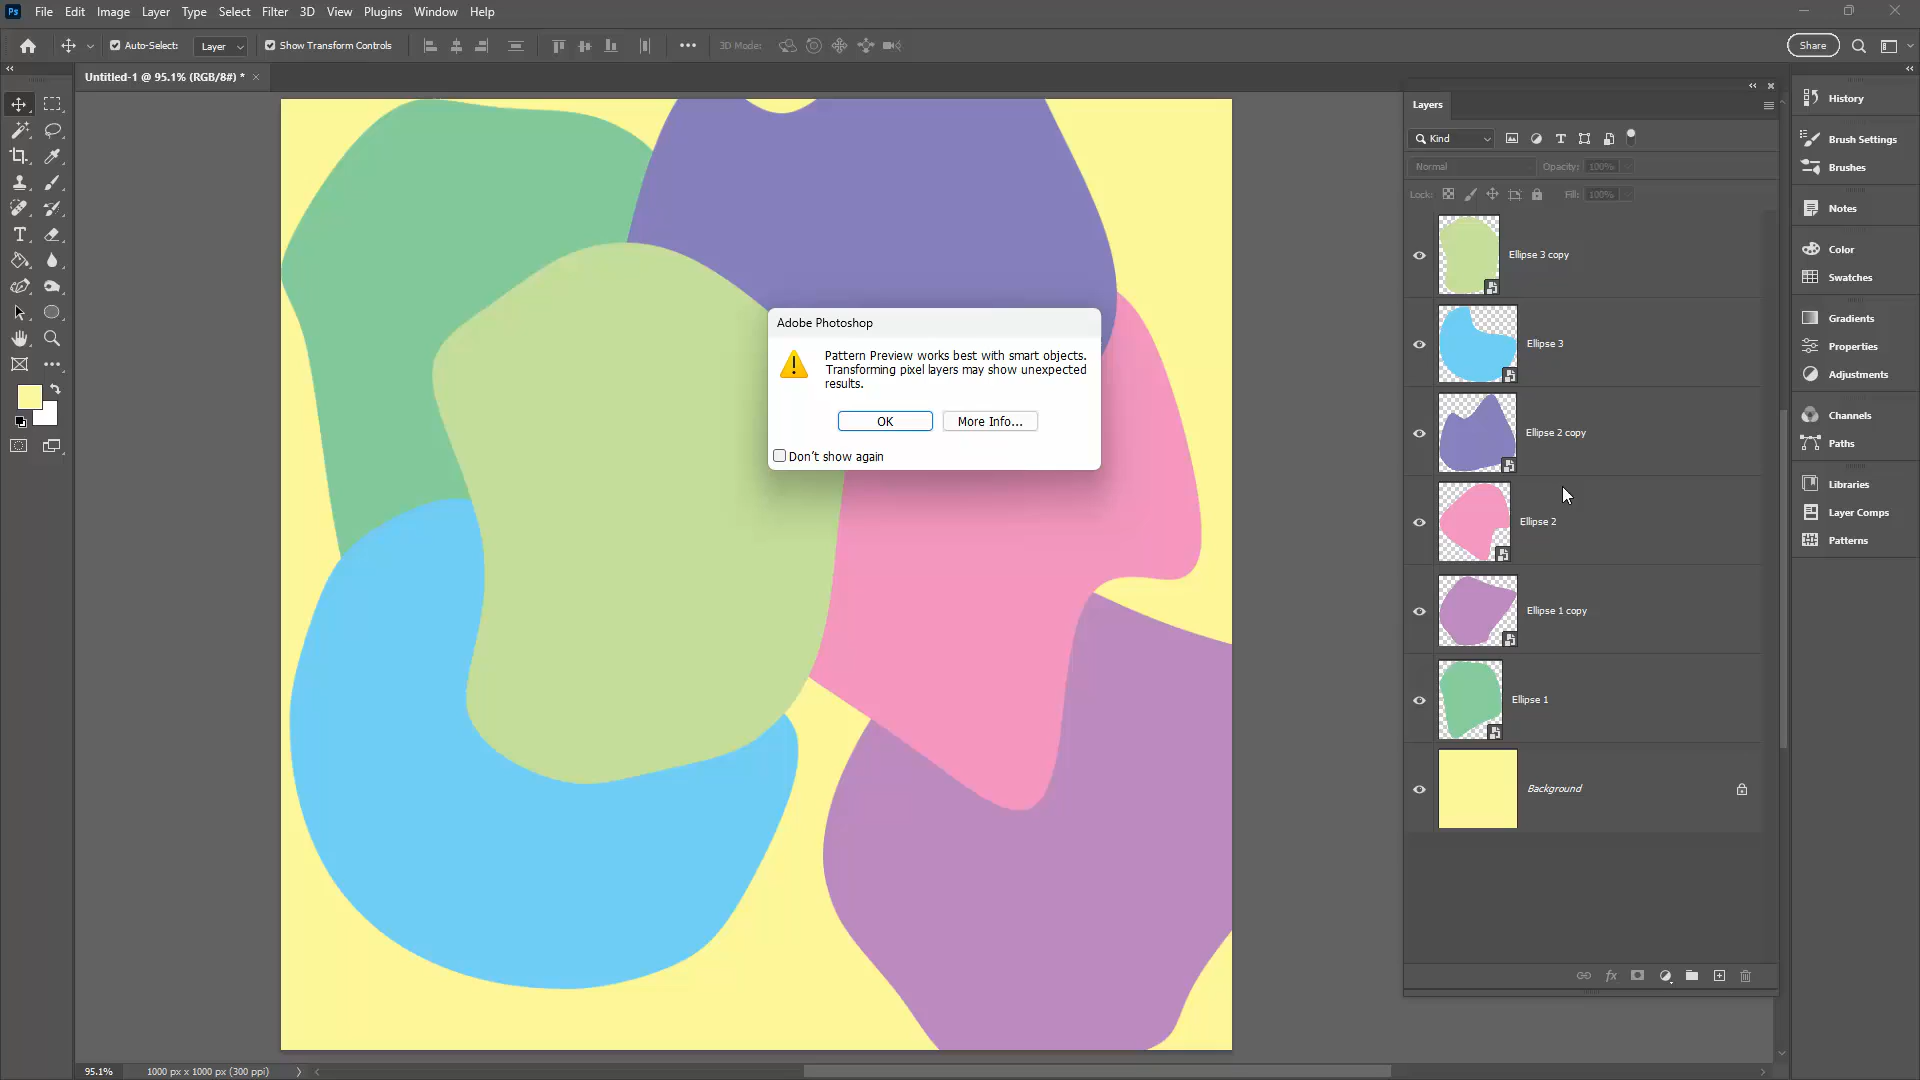 Ps File Edit Image Layer Type Select Filter 3D View Plugins Window Help
Auto-Select: Layer Show Transform Controls 3D Mode: Share
Untitled-1 @ 95.1% (RGB/8#) *
Layers
Kind
Normal Opacity: 100%
Lock: Fill: 100%
Ellipse 3 copy
Ellipse 3
Ellipse 2 copy
Ellipse 2
Ellipse 1 copy
Ellipse 1
Background
History
Brush Settings
Brushes
Notes
Color
Swatches
Gradients
Properties
Adjustments
Channels
Paths
Libraries
Layer Comps
Patterns
Adobe Photoshop
Pattern Preview works best with smart objects.
Transforming pixel layers may show unexpected
results.
OK More Info...
Don't show again
95.1% 1000 px x 1000 px (300 ppi)